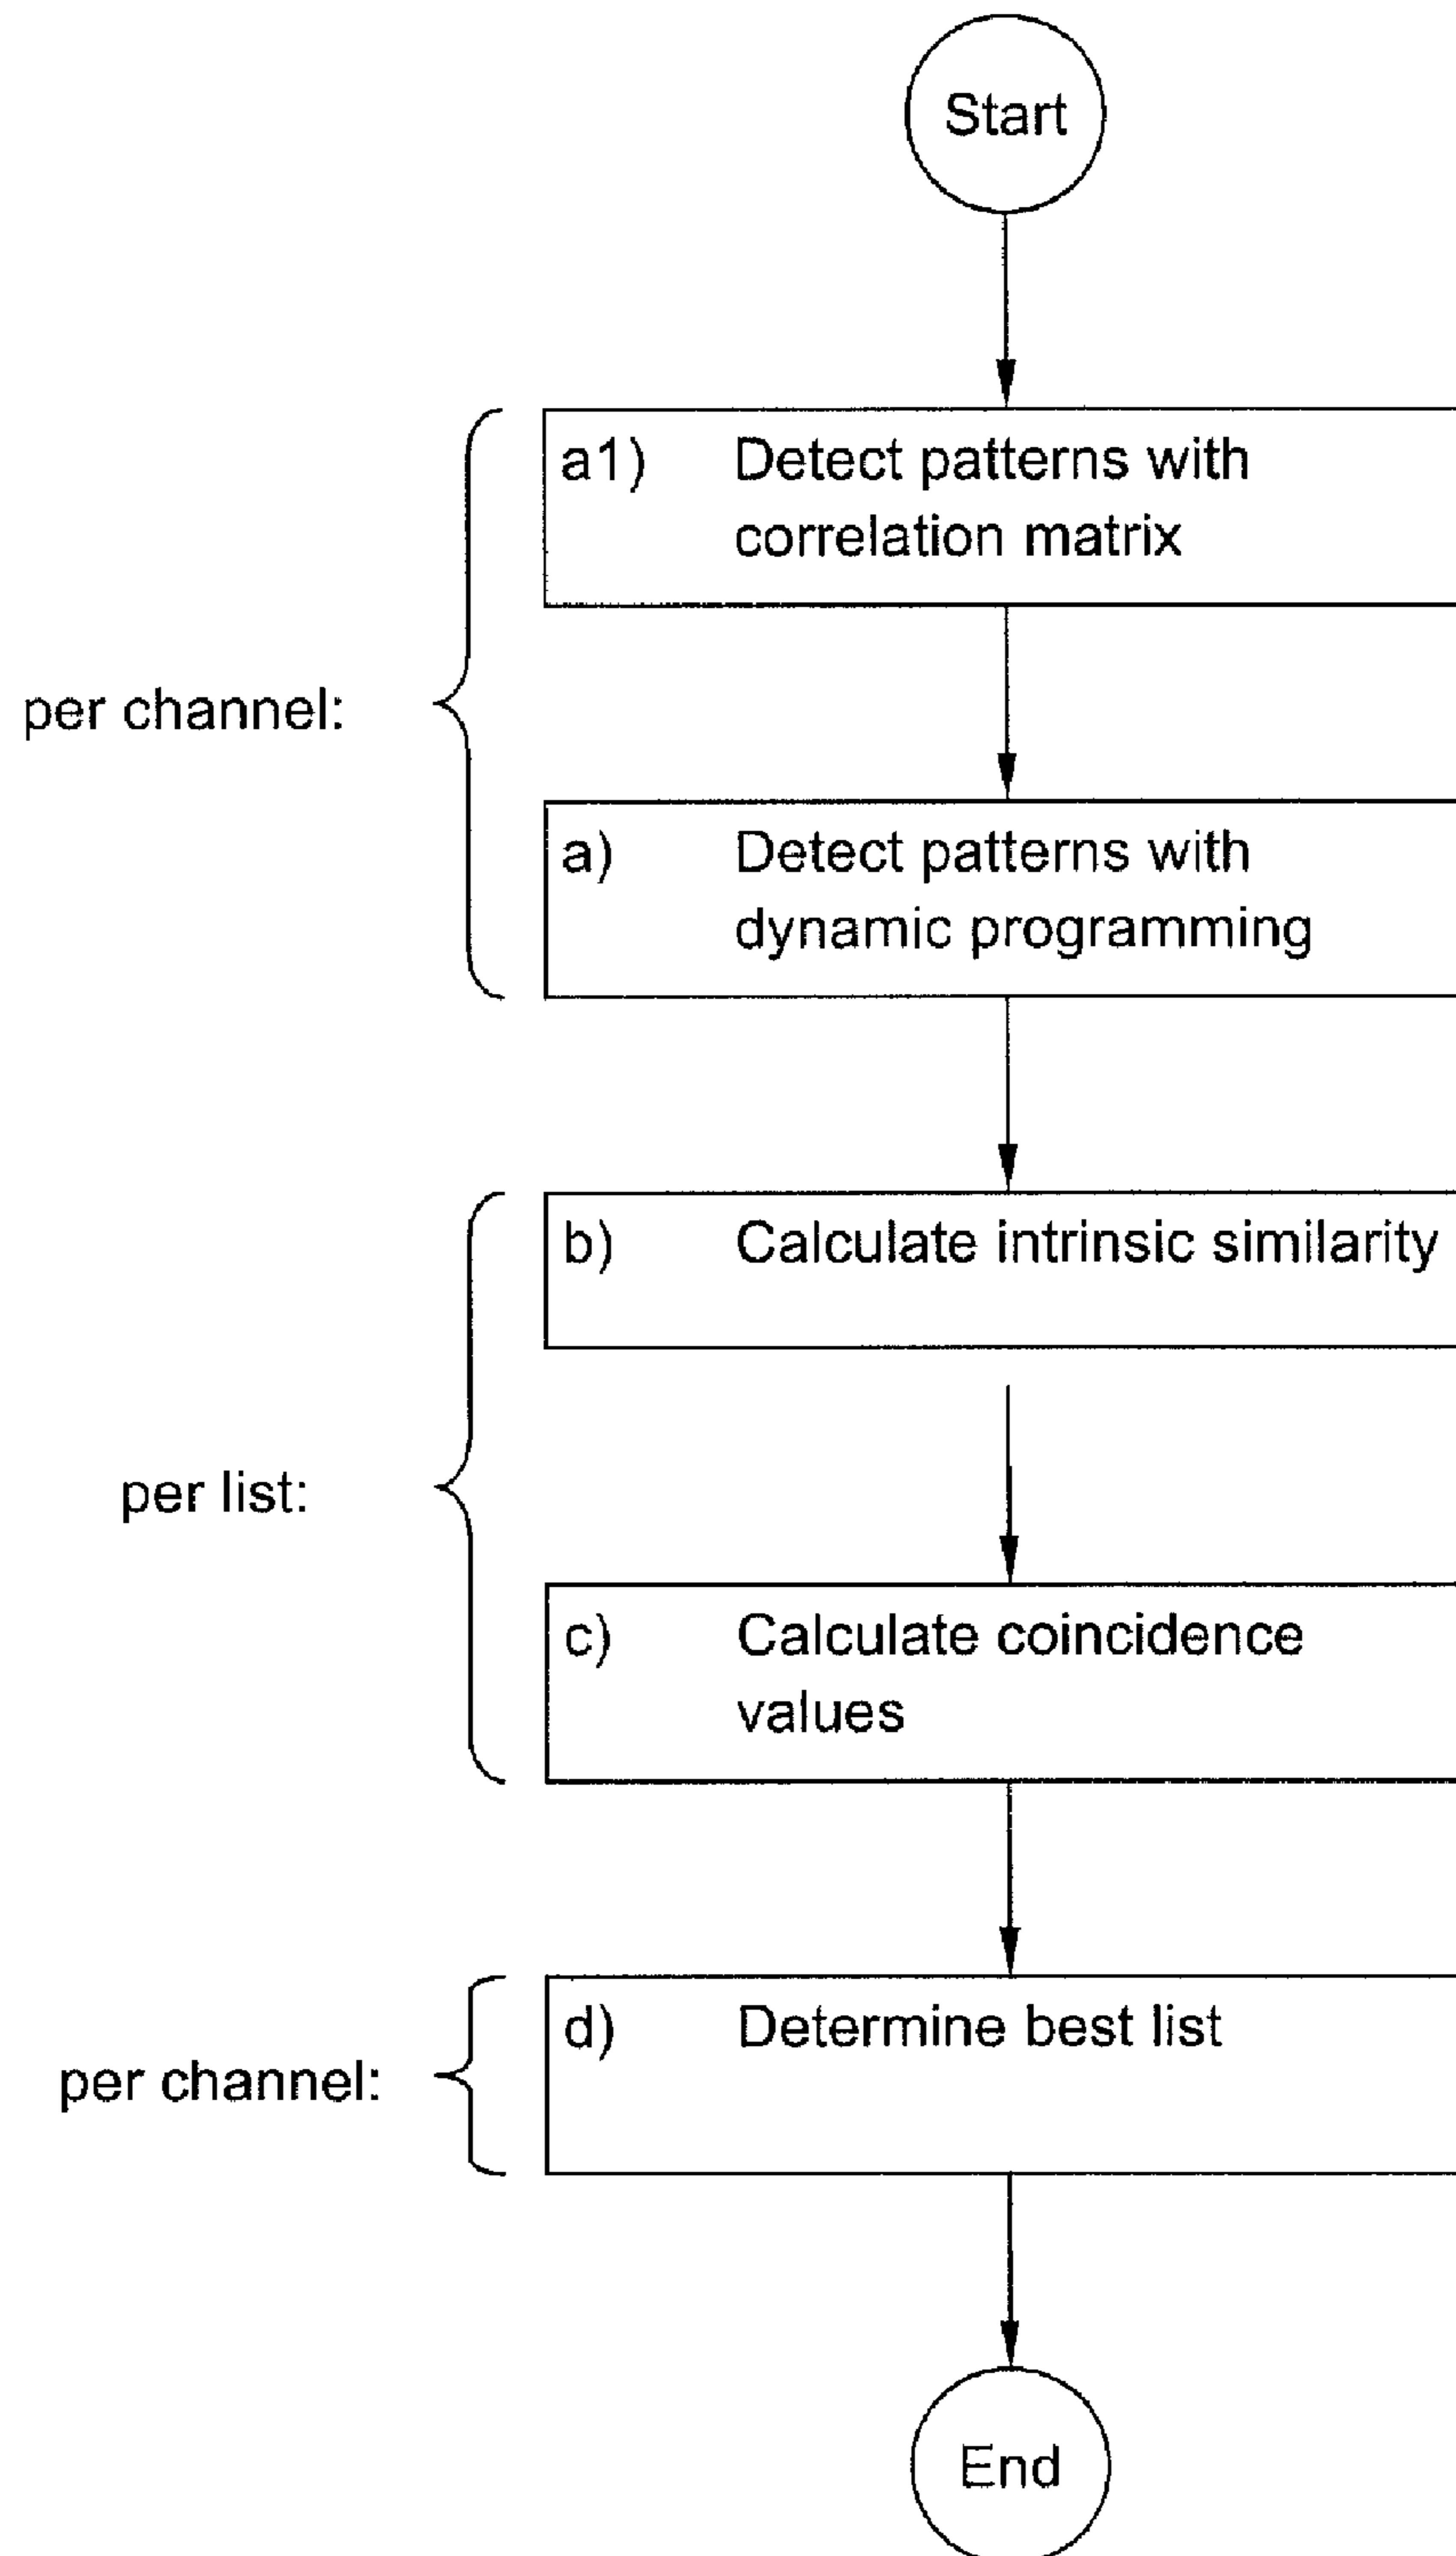 Start
a1) Detect patterns with
correlation matrix
per channel:
a) Detect patterns with
dynamic programming
b) Calculate intrinsic similarity
per list:
c) Calculate coincidence
values
d) Determine best list
per channel:
End